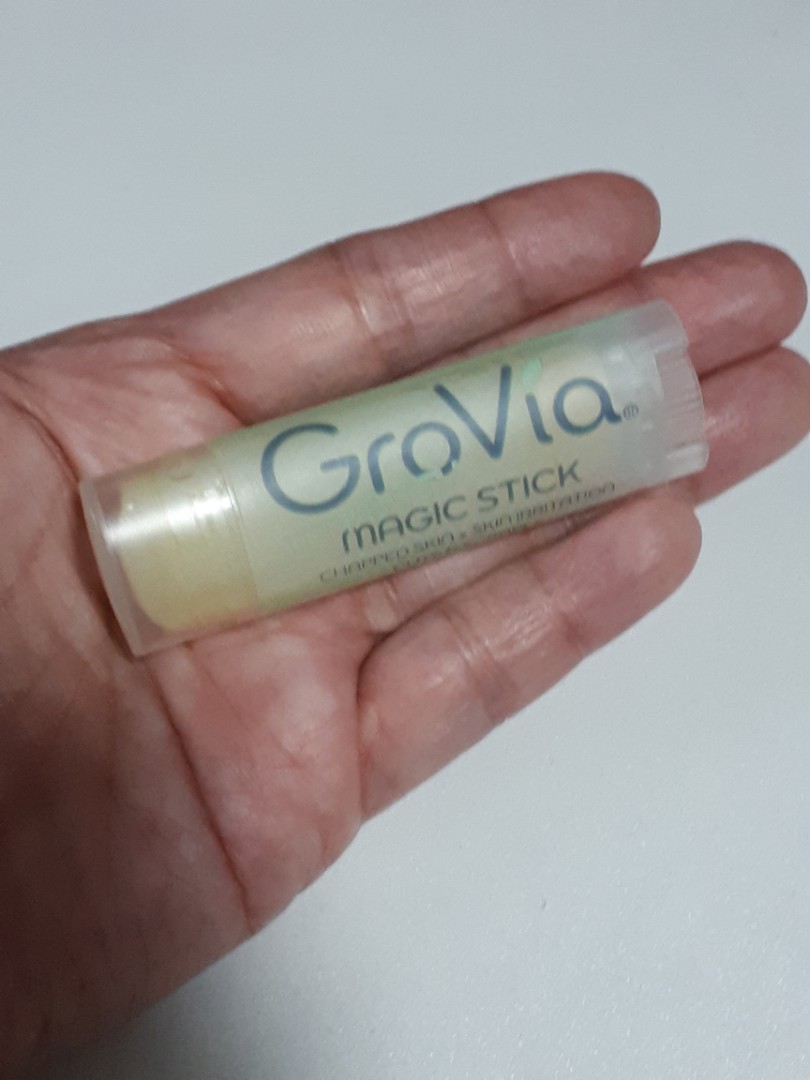 GroVia®
MAGIC STICK
CHAPPED SKIN • SKIN IRRITATION